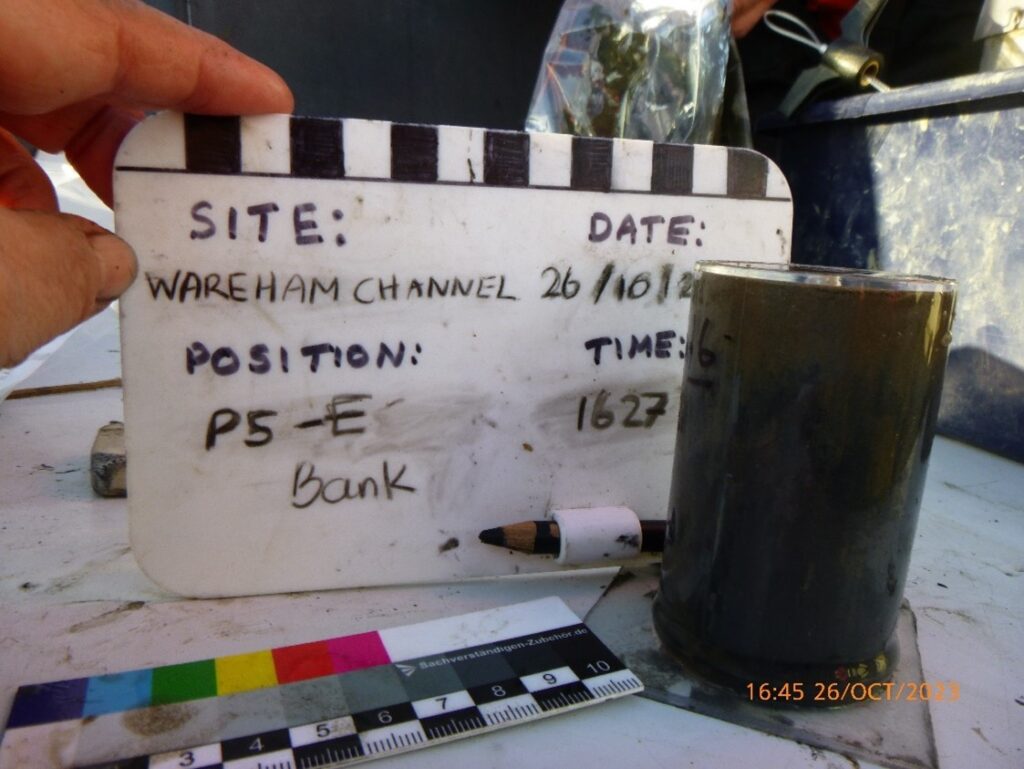 SITE: DATE:
WAREHAM CHANNEL 26/10/2
POSITION: TIME:
P5-E 1627
Bank
16
Sachverständigen-Zubehör.de
3 4 5 6 7 8 9 10
16:45 26/OCT/2023